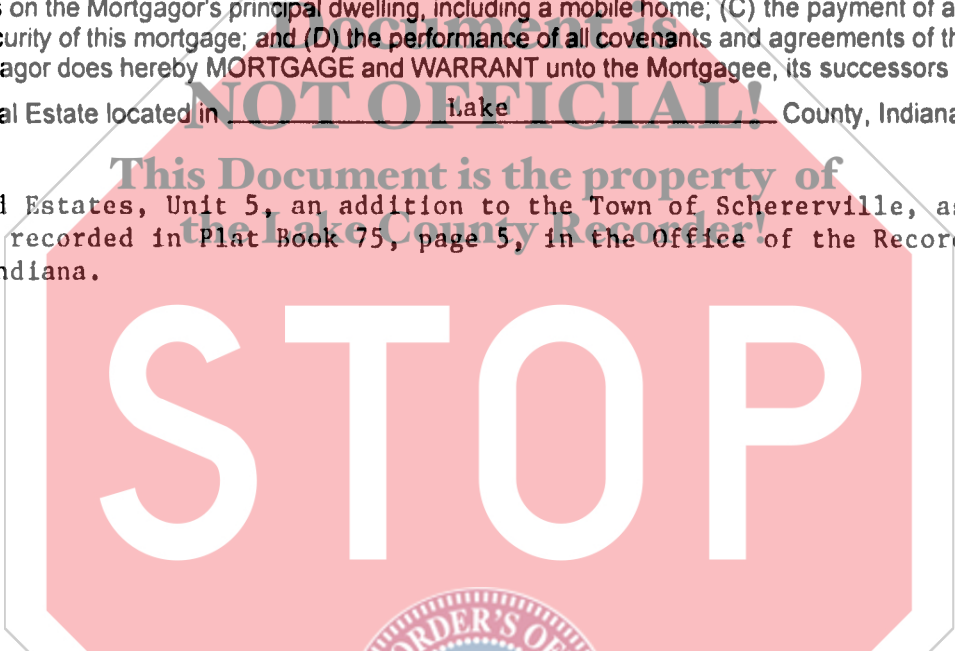 s on the Mortgagor's principal dwelling, including a mobile home; (C) the payment of a
curity of this mortgage; and (D) the performance of all covenants and agreements of th
agor does hereby MORTGAGE and WARRANT unto the Mortgagee, its successors
al Estate located in Lake County, Indiana
Document is
NOT OFFICIAL!
This Document is the property of
the Lake County Recorder!
Estates, Unit 5, an addition to the Town of Schererville, as
recorded in Plat Book 75, page 5, in the Office of the Recor
ndiana.
STOP
ORDER'S OF